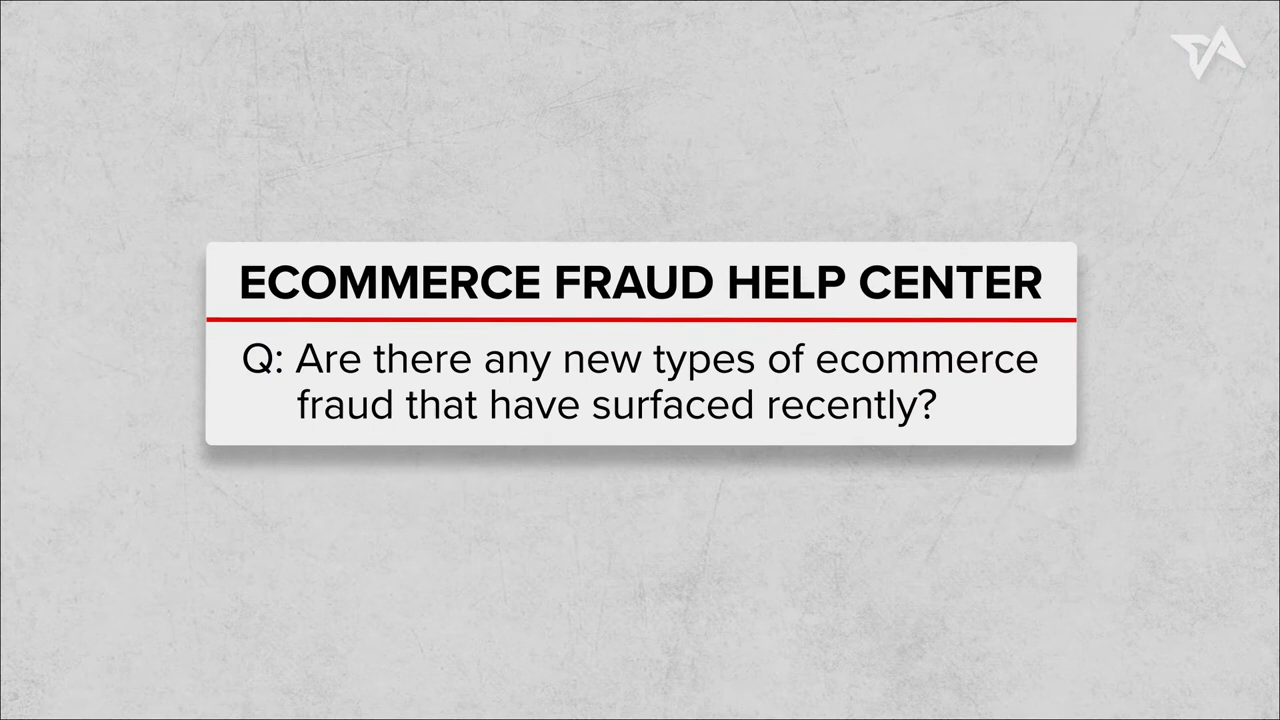 ECOMMERCE FRAUD HELP CENTER
Q: Are there any new types of ecommerce
fraud that have surfaced recently?